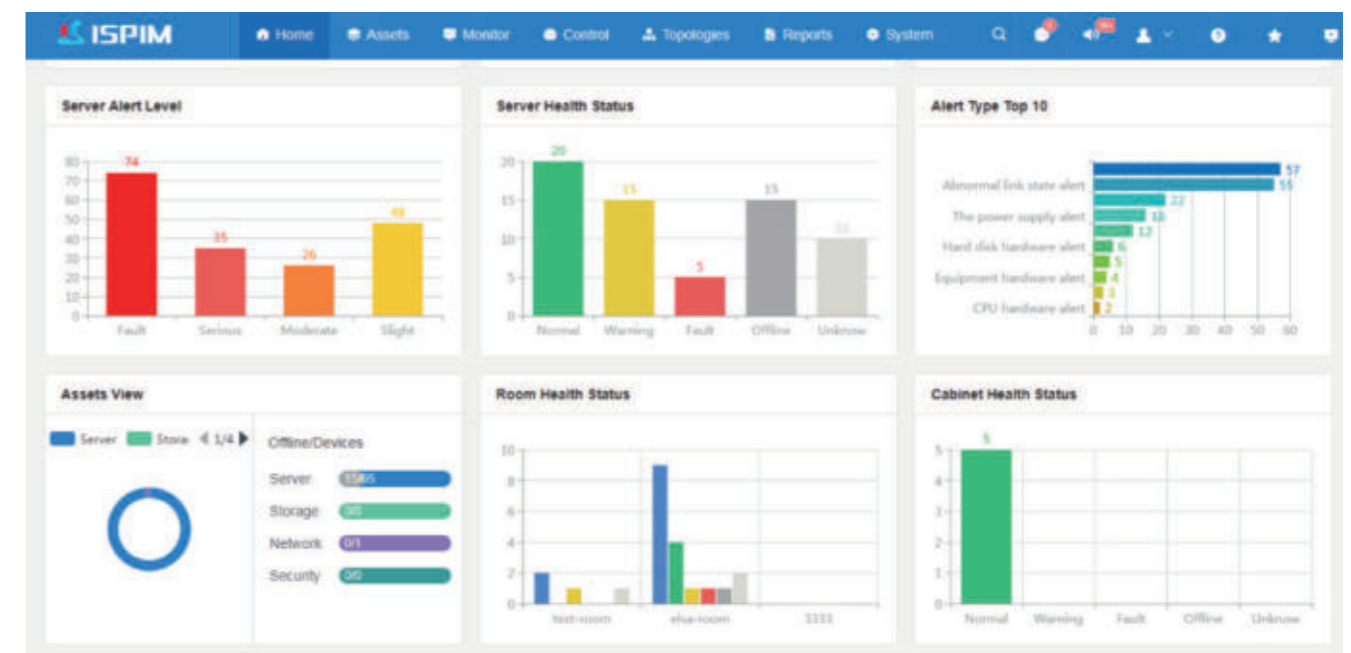 ISPIM Home Assets Monitor Control Topologies Reports System
Server Alert Level
74
35
26
48
80
70
60
50
40
30
20
10
0
Fault Serious Moderate Slight
Server Health Status
20
15
5
15
10
20
15
10
5
0
Normal Warning Fault Offline Unknow
Alert Type Top 10
57
Abnormal link state alert 55
22
The power supply alert 16
12
Hard disk hardware alert 6
5
Equipment hardware alert 4
3
CPU hardware alert 2
0 10 20 30 40 50 60
Assets View
Server Stora 1/4
Offline/Devices
Server
Storage 0/0
Network 0/1
Security 0/0
Room Health Status
10
8
6
4
2
0
test-room elsa-room 3333
Cabinet Health Status
5
5
4
3
2
1
0
Normal Warning Fault Offline Unknow